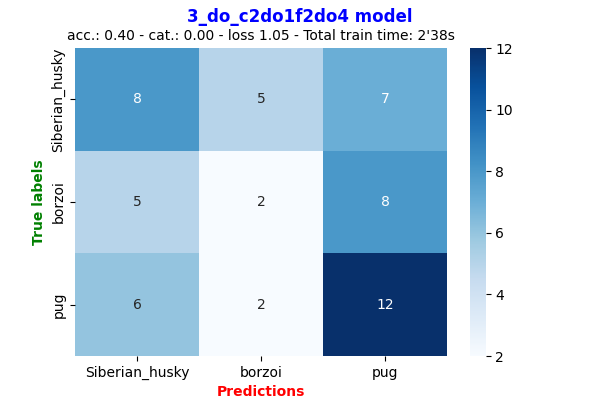 3_do_c2do1f2do4 model
acc.: 0.40 - cat.: 0.00 - loss 1.05 - Total train time: 2'38s
True labels
Siberian_husky
8 5 7
borzoi
5 2 8
pug
6 2 12
Siberian_husky borzoi pug
Predictions
12
10
8
6
4
2